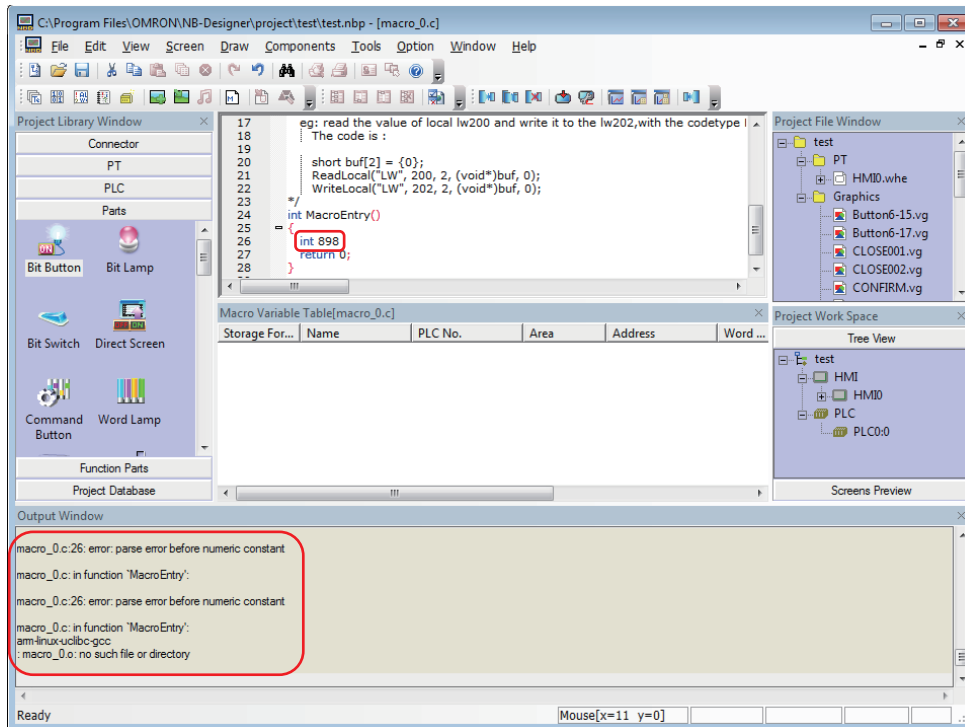 C:\Program Files\OMRON\NB-Designer\project\test\test.nbp - [macro_0.c]
File Edit View Screen Draw Components Tools Option Window Help
Project Library Window
Connector
PT
PLC
Parts
Bit Button Bit Lamp
Bit Switch Direct Screen
Command Button Word Lamp
Function Parts
Project Database
17 eg: read the value of local lw200 and write it to the lw202,with the codetype
18 The code is :
19
20 short buf[2] = {0};
21 ReadLocal("LW", 200, 2, (void*)buf, 0);
22 WriteLocal("LW", 202, 2, (void*)buf, 0);
23 */
24 int MacroEntry()
25 {
26 int 898
27 return 0;
28 }
Macro Variable Table[macro_0.c]
Storage For... Name PLC No. Area Address Word ...
Project File Window
test
PT
HMI0.whe
Graphics
Button6-15.vg
Button6-17.vg
CLOSE001.vg
CLOSE002.vg
CONFIRM.vg
Project Work Space
Tree View
test
HMI
HMI0
PLC
PLC0:0
Screens Preview
Output Window
macro_0.c:26: error: parse error before numeric constant
macro_0.c: in function `MacroEntry':
macro_0.c:26: error: parse error before numeric constant
macro_0.c: in function `MacroEntry':
arm-linux-uclibc-gcc
: macro_0.o: no such file or directory
Ready Mouse[x=11 y=0]